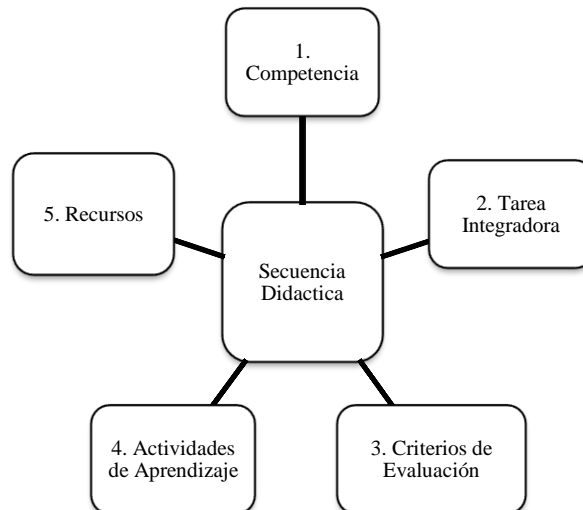 1.
Competencia
2. Tarea
Integradora
3. Criterios de
Evaluación
4. Actividades
de Aprendizaje
5. Recursos
Secuencia
Didactica